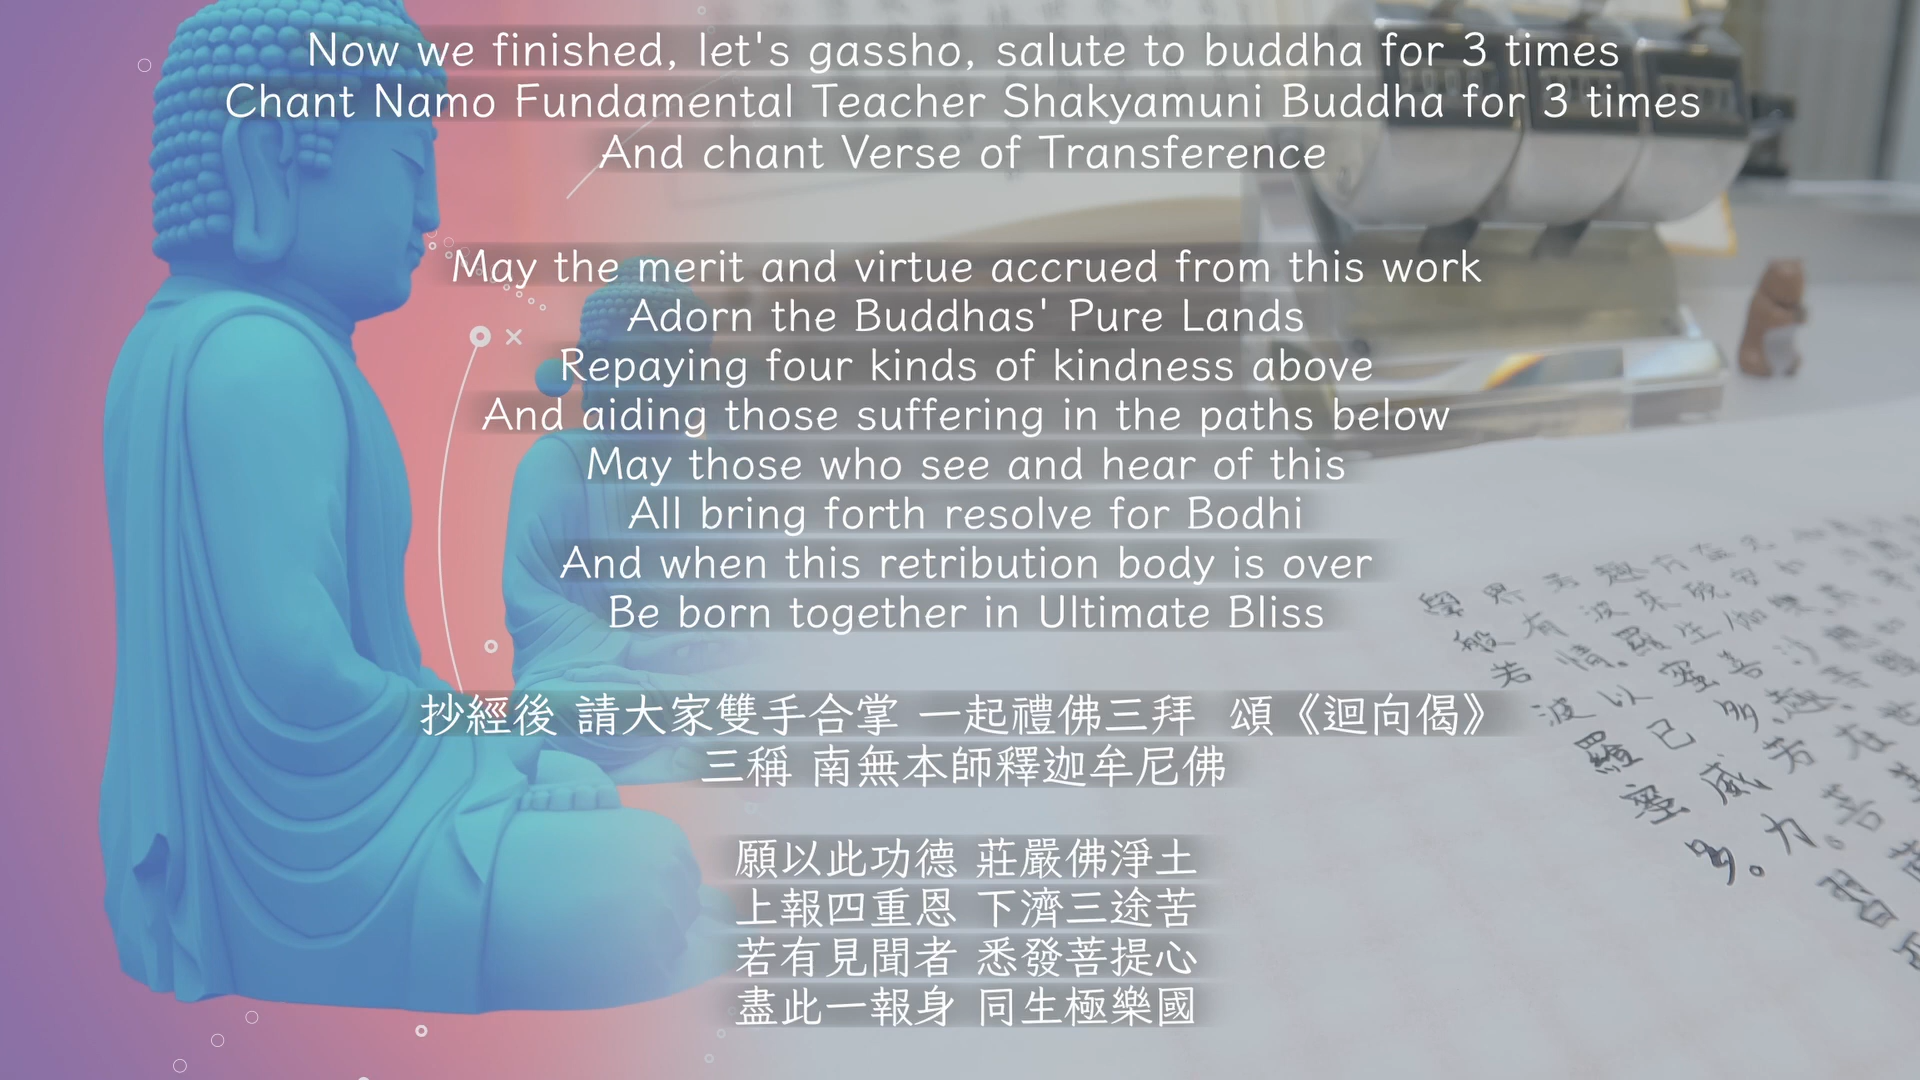 Now we finished, let's gassho, salute to buddha for 3 times
Chant Namo Fundamental Teacher Shakyamuni Buddha for 3 times
And chant Verse of Transference
May the merit and virtue accrued from this work
Adorn the Buddhas' Pure Lands
Repaying four kinds of kindness above
And aiding those suffering in the paths below
May those who see and hear of this
All bring forth resolve for Bodhi
And when this retribution body is over
Be born together in Ultimate Bliss
抄經後 請大家雙手合掌 一起禮佛三拜 頌《迴向偈》
三稱 南無本師釋迦牟尼佛
願以此功德 莊嚴佛淨土
上報四重恩 下濟三途苦
若有見聞者 悉發菩提心
盡此一報身 同生極樂國
般若波羅蜜多。